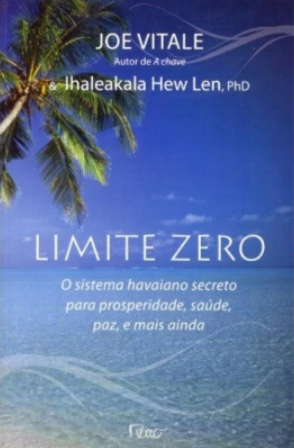 JOE VITALE
Autor de A chave
& Ihaleakala Hew Len, PhD
LIMITE ZERO
O sistema havaiano secreto
para prosperidade, saúde,
paz, e mais ainda
Rocco